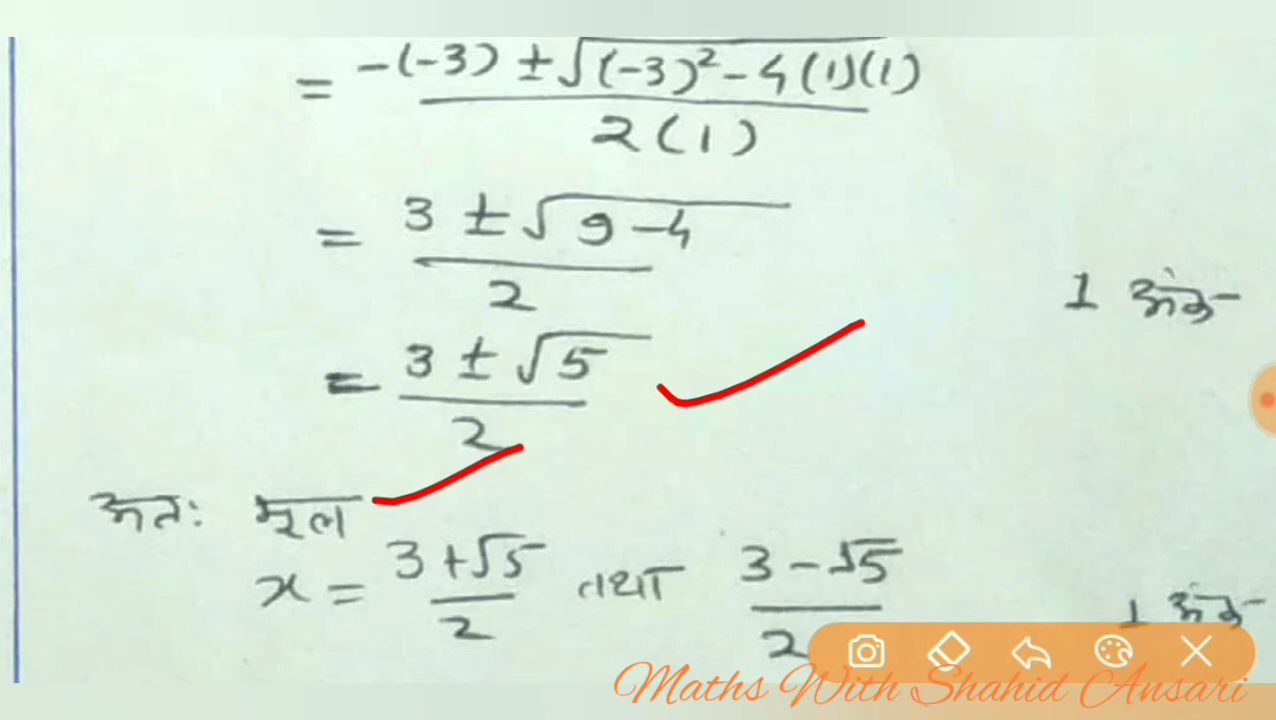 = -(-3) ± √(-3)² - 4(1)(1)
2(1)
= 3 ± √9-4
2
1 अंक
= 3 ± √5
2
अतः मूल
x = 3+√5 तथा 3-√5
2 2
1 अंक
Maths With Shahid Ansari